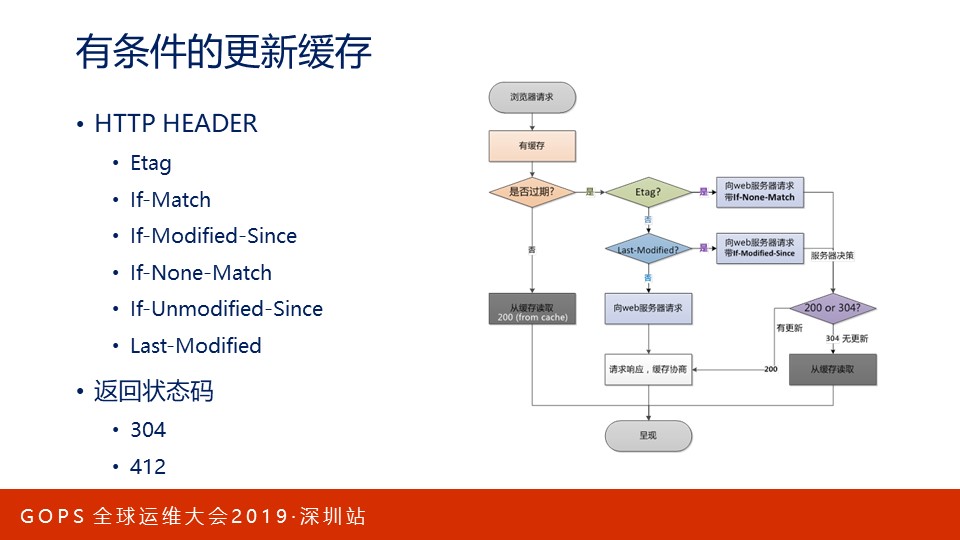 有条件的更新缓存
• HTTP HEADER
• Etag
• If-Match
• If-Modified-Since
• If-None-Match
• If-Unmodified-Since
• Last-Modified
• 返回状态码
• 304
• 412
浏览器请求
有缓存
是否过期?
是
Etag?
是
向web服务器请求
带If-None-Match
否
否
Last-Modified?
是
向web服务器请求
带If-Modified-Since
服务器决策
否
从缓存读取
200 (from cache)
向web服务器请求
200 or 304?
有更新
304 无更新
请求响应，缓存协商
200
从缓存读取
呈现
GOPS 全球运维大会2019·深圳站